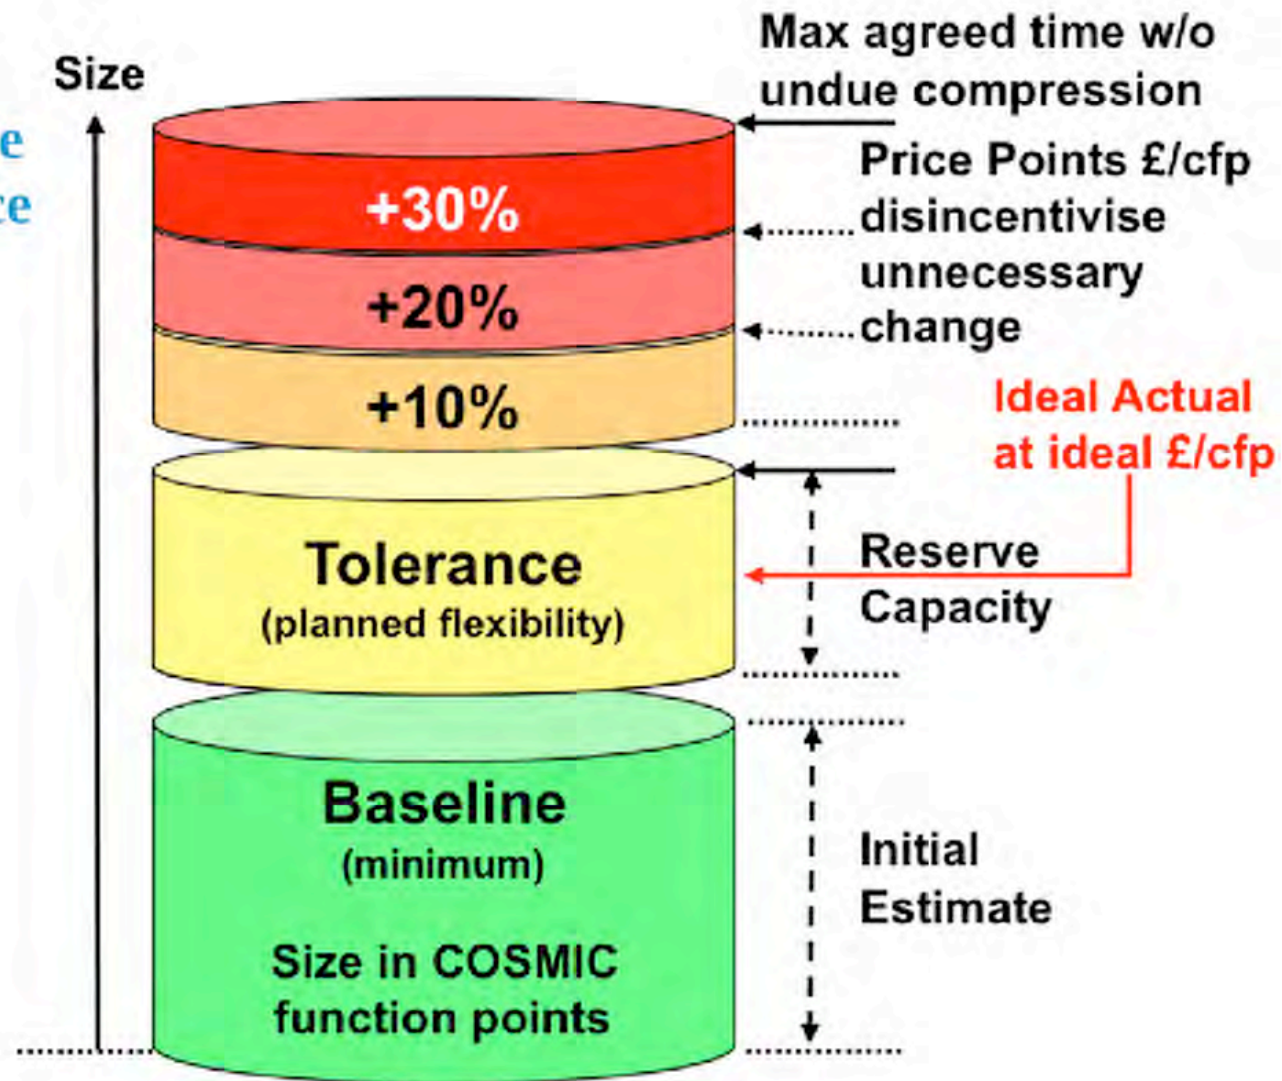 Size
Max agreed time w/o
undue compression
+30%
Price Points £/cfp
disincentivise
unnecessary
change
+20%
+10%
Ideal Actual
at ideal £/cfp
Tolerance
(planned flexibility)
Reserve
Capacity
Baseline
(minimum)
Size in COSMIC
function points
Initial
Estimate